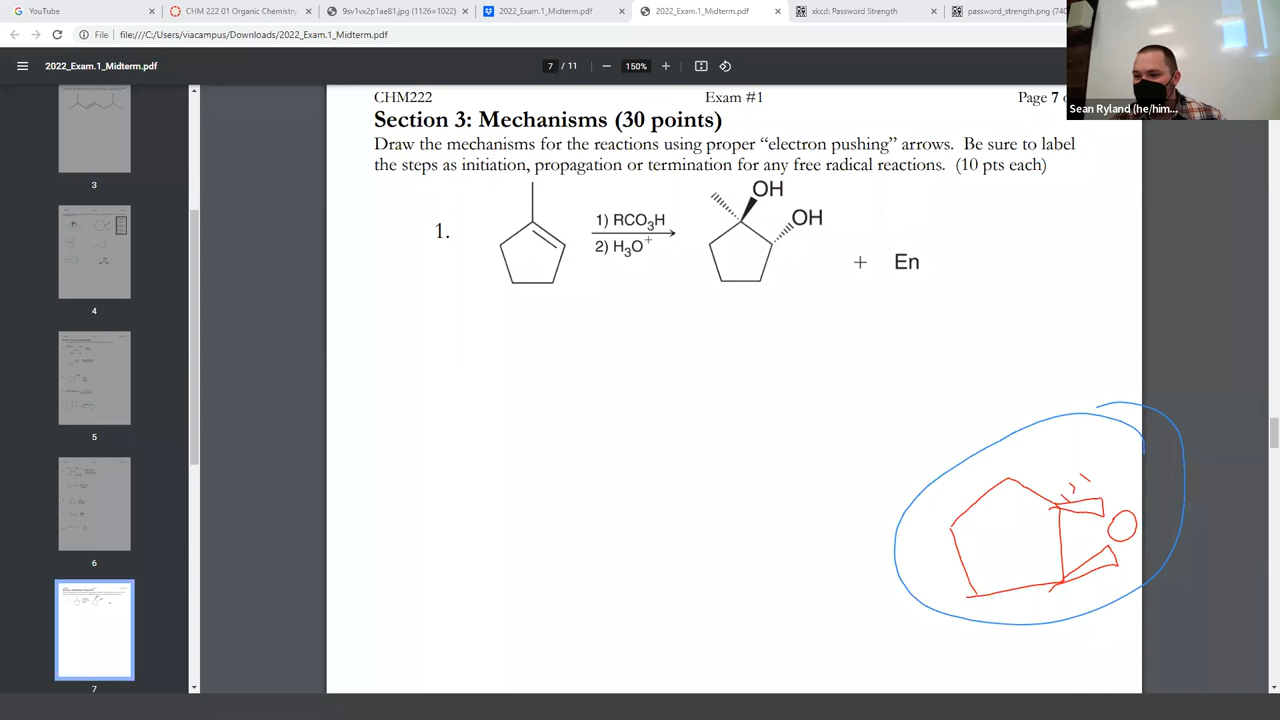 YouTube
CHM 222 01 Organic Chemistry
9sv1vx2p1ae81.jpg (1126×1022)
2022_Exam.1_Midterm.pdf
2022_Exam.1_Midterm.pdf
xkcd: Password Strength
password_strength.png (740
File
file:///C:/Users/viacampus/Downloads/2022_Exam.1_Midterm.pdf
2022_Exam.1_Midterm.pdf
7 / 11
150%
Sean Ryland (he/him...
3
4
5
6
7
CHM222 Exam #1 Page 7
Section 3: Mechanisms (30 points)
Draw the mechanisms for the reactions using proper “electron pushing” arrows. Be sure to label
the steps as initiation, propagation or termination for any free radical reactions. (10 pts each)
1.
1) RCO3H
2) H3O+
OH
OH
+ En
O